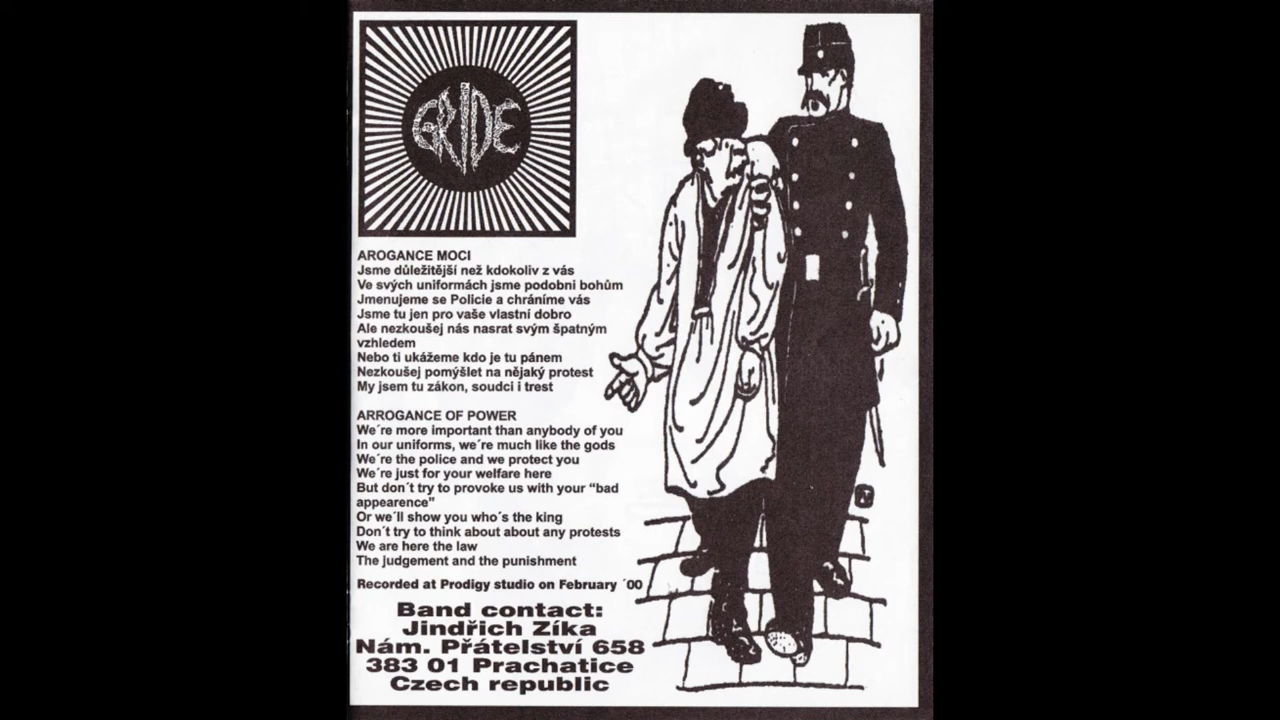 GRIDE
AROGANCE MOCI
Jsme důležitější než kdokoliv z vás
Ve svých uniformách jsme podobni bohům
Jmenujeme se Policie a chráníme vás
Jsme tu jen pro vaše vlastní dobro
Ale nezkoušej nás nasrat svým špatným
vzhledem
Nebo ti ukážeme kdo je tu pánem
Nezkoušej pomýšlet na nějaký protest
My jsem tu zákon, soudci i trest
ARROGANCE OF POWER
We´re more important than anybody of you
In our uniforms, we´re much like the gods
We´re the police and we protect you
We´re just for your welfare here
But don´t try to provoke us with your “bad
appearence”
Or we´ll show you who´s the king
Don´t try to think about about any protests
We are here the law
The judgement and the punishment
Recorded at Prodigy studio on February ´00
Band contact:
Jindřich Zíka
Nám. Přátelství 658
383 01 Prachatice
Czech republic